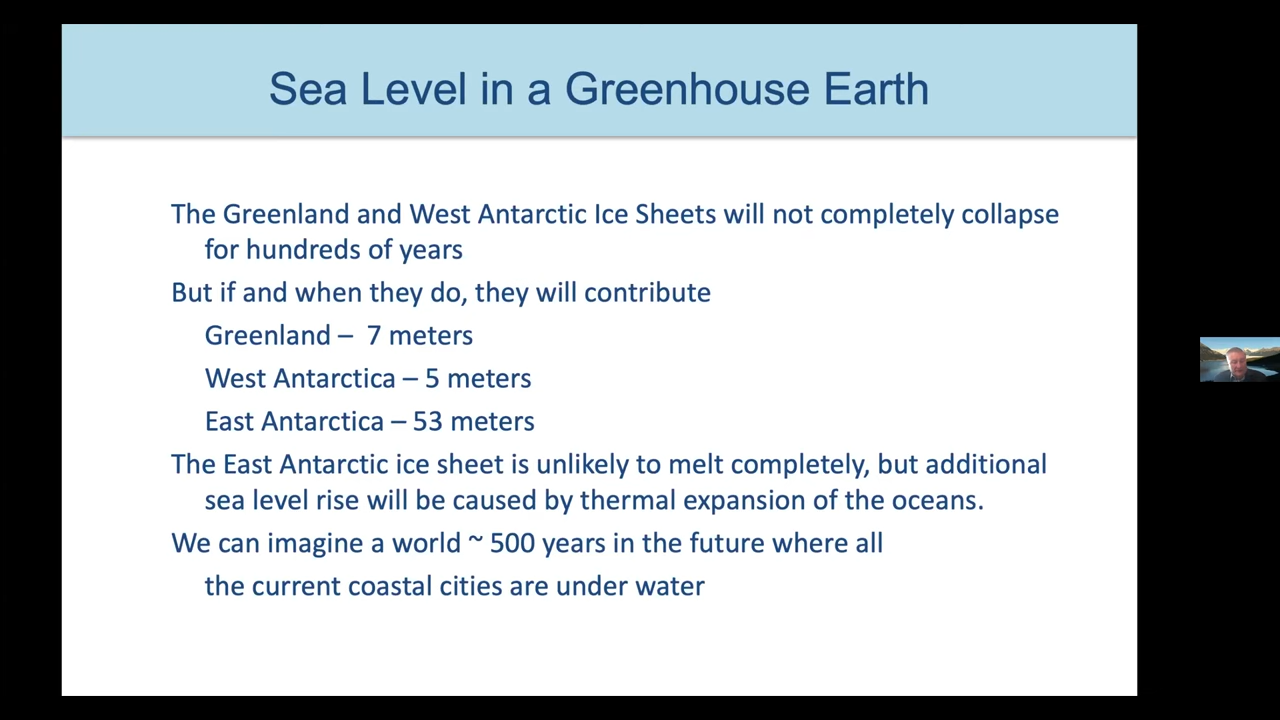 Sea Level in a Greenhouse Earth
The Greenland and West Antarctic Ice Sheets will not completely collapse
for hundreds of years
But if and when they do, they will contribute
Greenland – 7 meters
West Antarctica – 5 meters
East Antarctica – 53 meters
The East Antarctic ice sheet is unlikely to melt completely, but additional
sea level rise will be caused by thermal expansion of the oceans.
We can imagine a world ~ 500 years in the future where all
the current coastal cities are under water